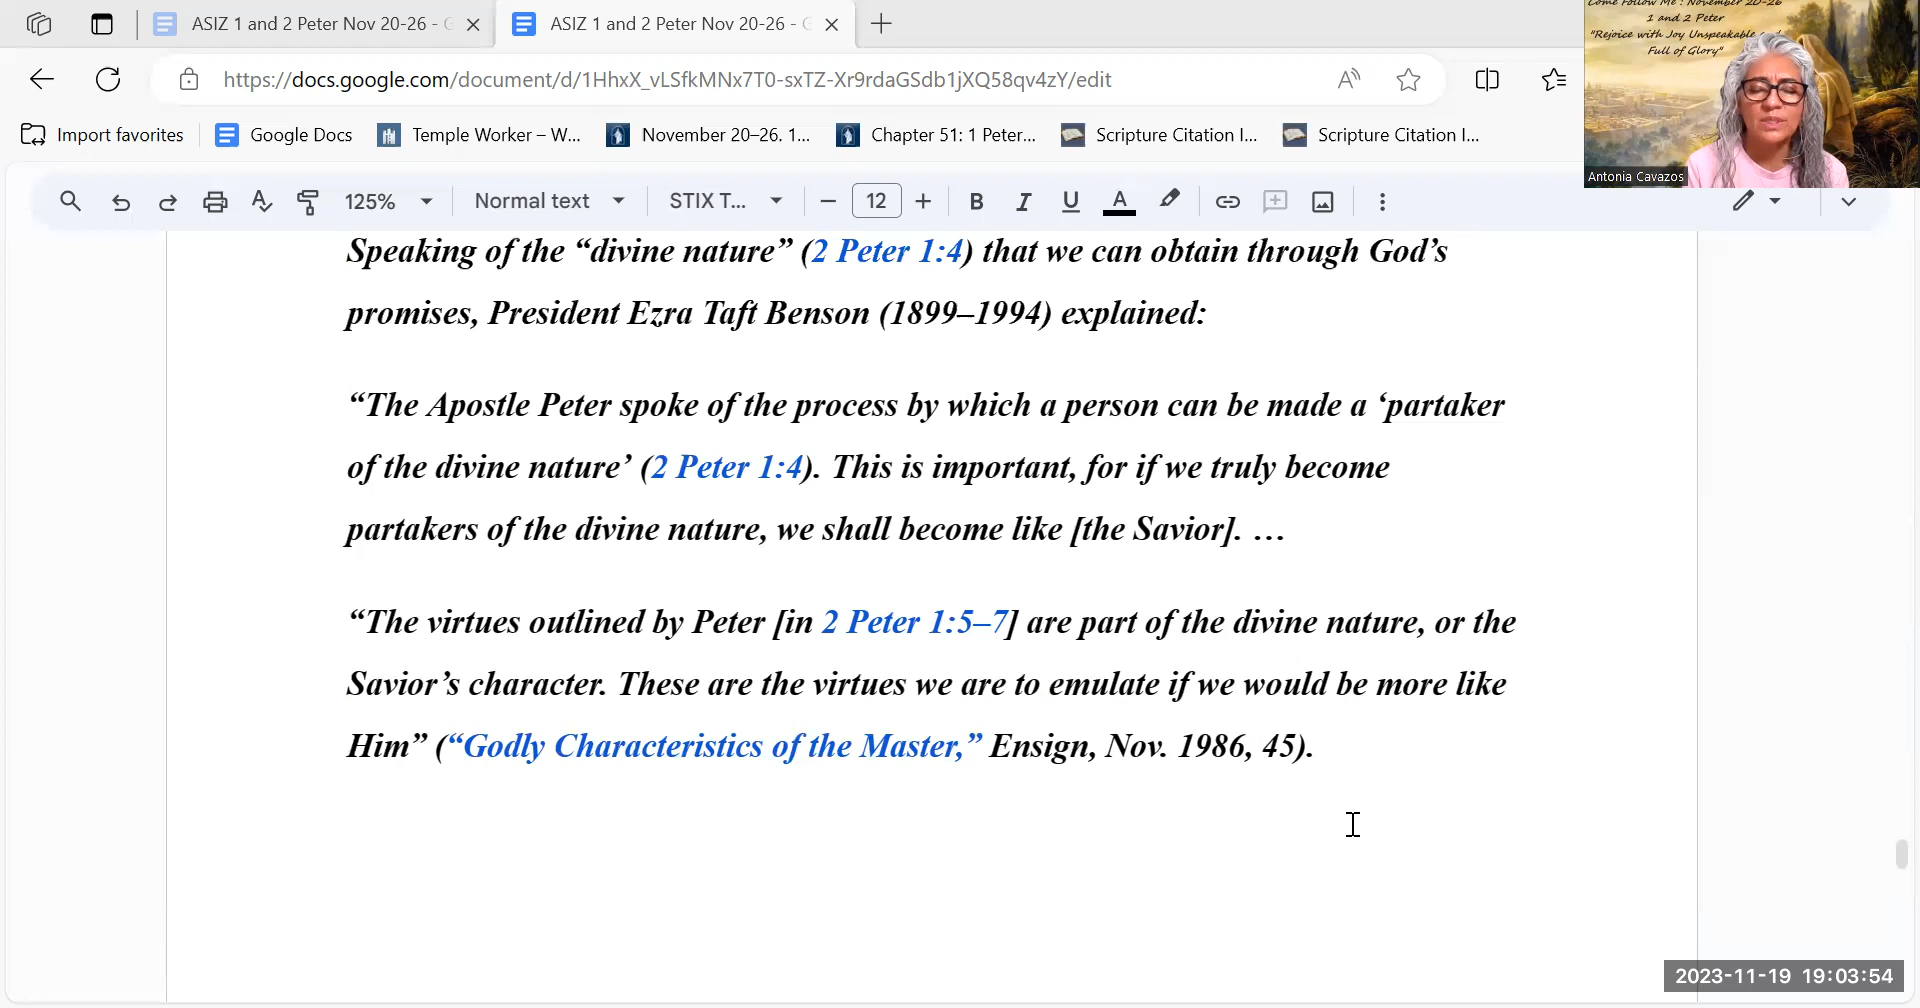 ASIZ 1 and 2 Peter Nov 20-26 - G
ASIZ 1 and 2 Peter Nov 20-26 - G
https://docs.google.com/document/d/1HhxX_vLSfkMNx7T0-sxTZ-Xr9rdaGSdb1jXQ58qv4zY/edit
Import favorites
Google Docs
Temple Worker – W...
November 20–26. 1...
Chapter 51: 1 Peter...
Scripture Citation I...
Scripture Citation I...
Come Follow Me : November 20-26
1 and 2 Peter
"Rejoice with Joy Unspeakable and
Full of Glory"
Antonia Cavazos
125%
Normal text
STIX T...
12
B
I
U
A
Speaking of the “divine nature” (2 Peter 1:4) that we can obtain through God’s
promises, President Ezra Taft Benson (1899–1994) explained:
“The Apostle Peter spoke of the process by which a person can be made a ‘partaker
of the divine nature’ (2 Peter 1:4). This is important, for if we truly become
partakers of the divine nature, we shall become like [the Savior]. …
“The virtues outlined by Peter [in 2 Peter 1:5–7] are part of the divine nature, or the
Savior’s character. These are the virtues we are to emulate if we would be more like
Him” (“Godly Characteristics of the Master,” Ensign, Nov. 1986, 45).
2023-11-19 19:03:54